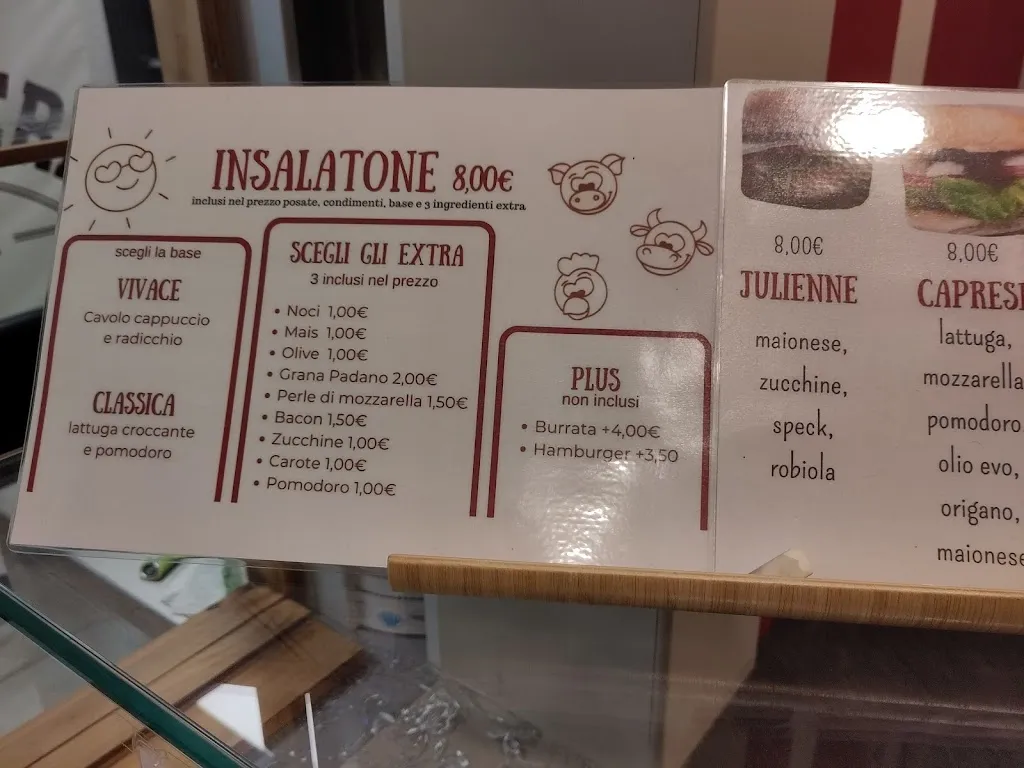 INSALATONE 8,00€
inclusi nel prezzo posate, condimenti, base e 3 ingredienti extra
scegli la base
VIVACE
Cavolo cappuccio
e radicchio
CLASSICA
lattuga croccante
e pomodoro
SCEGLI GLI EXTRA
3 inclusi nel prezzo
• Noci 1,00€
• Mais 1,00€
• Olive 1,00€
• Grana Padano 2,00€
• Perle di mozzarella 1,50€
• Bacon 1,50€
• Zucchine 1,00€
• Carote 1,00€
• Pomodoro 1,00€
PLUS
non inclusi
• Burrata +4,00€
• Hamburger +3,50
8,00€
JULIENNE
maionese,
zucchine,
speck,
robiola
8,00€
CAPRESE
lattuga,
mozzarella
pomodoro,
olio evo,
origano,
maionese